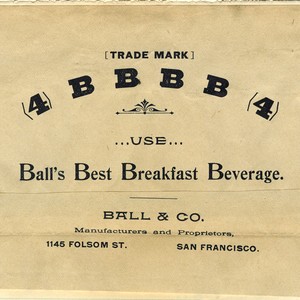 [TRADE MARK]
(4) B B B B (4)
...USE...
Ball's Best Breakfast Beverage.
BALL & CO.
Manufacturers and Proprietors,
1145 FOLSOM ST. SAN FRANCISCO.